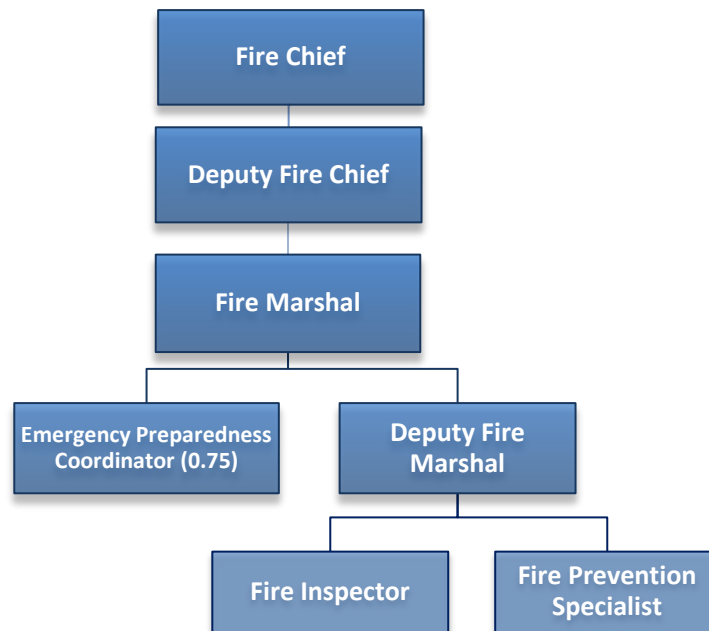 Fire Chief
Deputy Fire Chief
Fire Marshal
Emergency Preparedness
Coordinator (0.75)
Deputy Fire
Marshal
Fire Inspector
Fire Prevention
Specialist